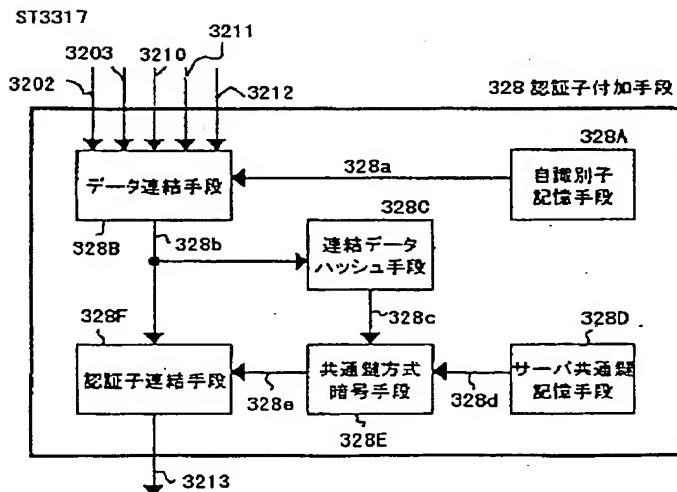 ST3317
3202
3203
3210
3211
3212
328 認証子付加手段
328A
自識別子
記憶手段
328a
データ連結手段
328B
328b
328C
連結データ
ハッシュ手段
328c
328F
認証子連結手段
328e
共通鍵方式
暗号手段
328E
328d
328D
サーバ共通鍵
記憶手段
3213